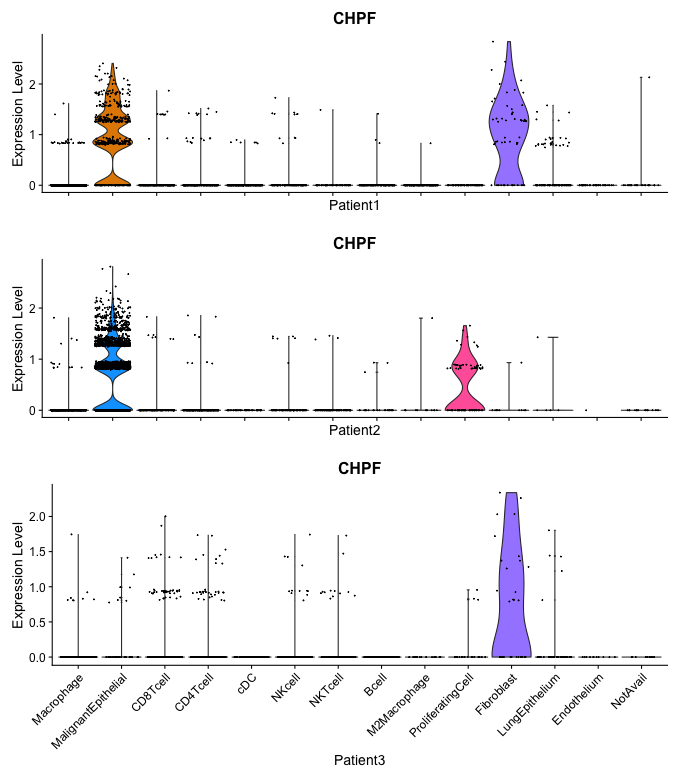 CHPF
Expression Level
2
1
0
Patient1
CHPF
Expression Level
2
1
0
Patient2
CHPF
Expression Level
2.0
1.5
1.0
0.5
0.0
Macrophage
MalignantEpithelial
CD8Tcell
CD4Tcell
cDC
NKcell
NKTcell
Bcell
M2Macrophage
ProliferatingCell
Fibroblast
LungEpithelium
Endothelium
NotAvail
Patient3